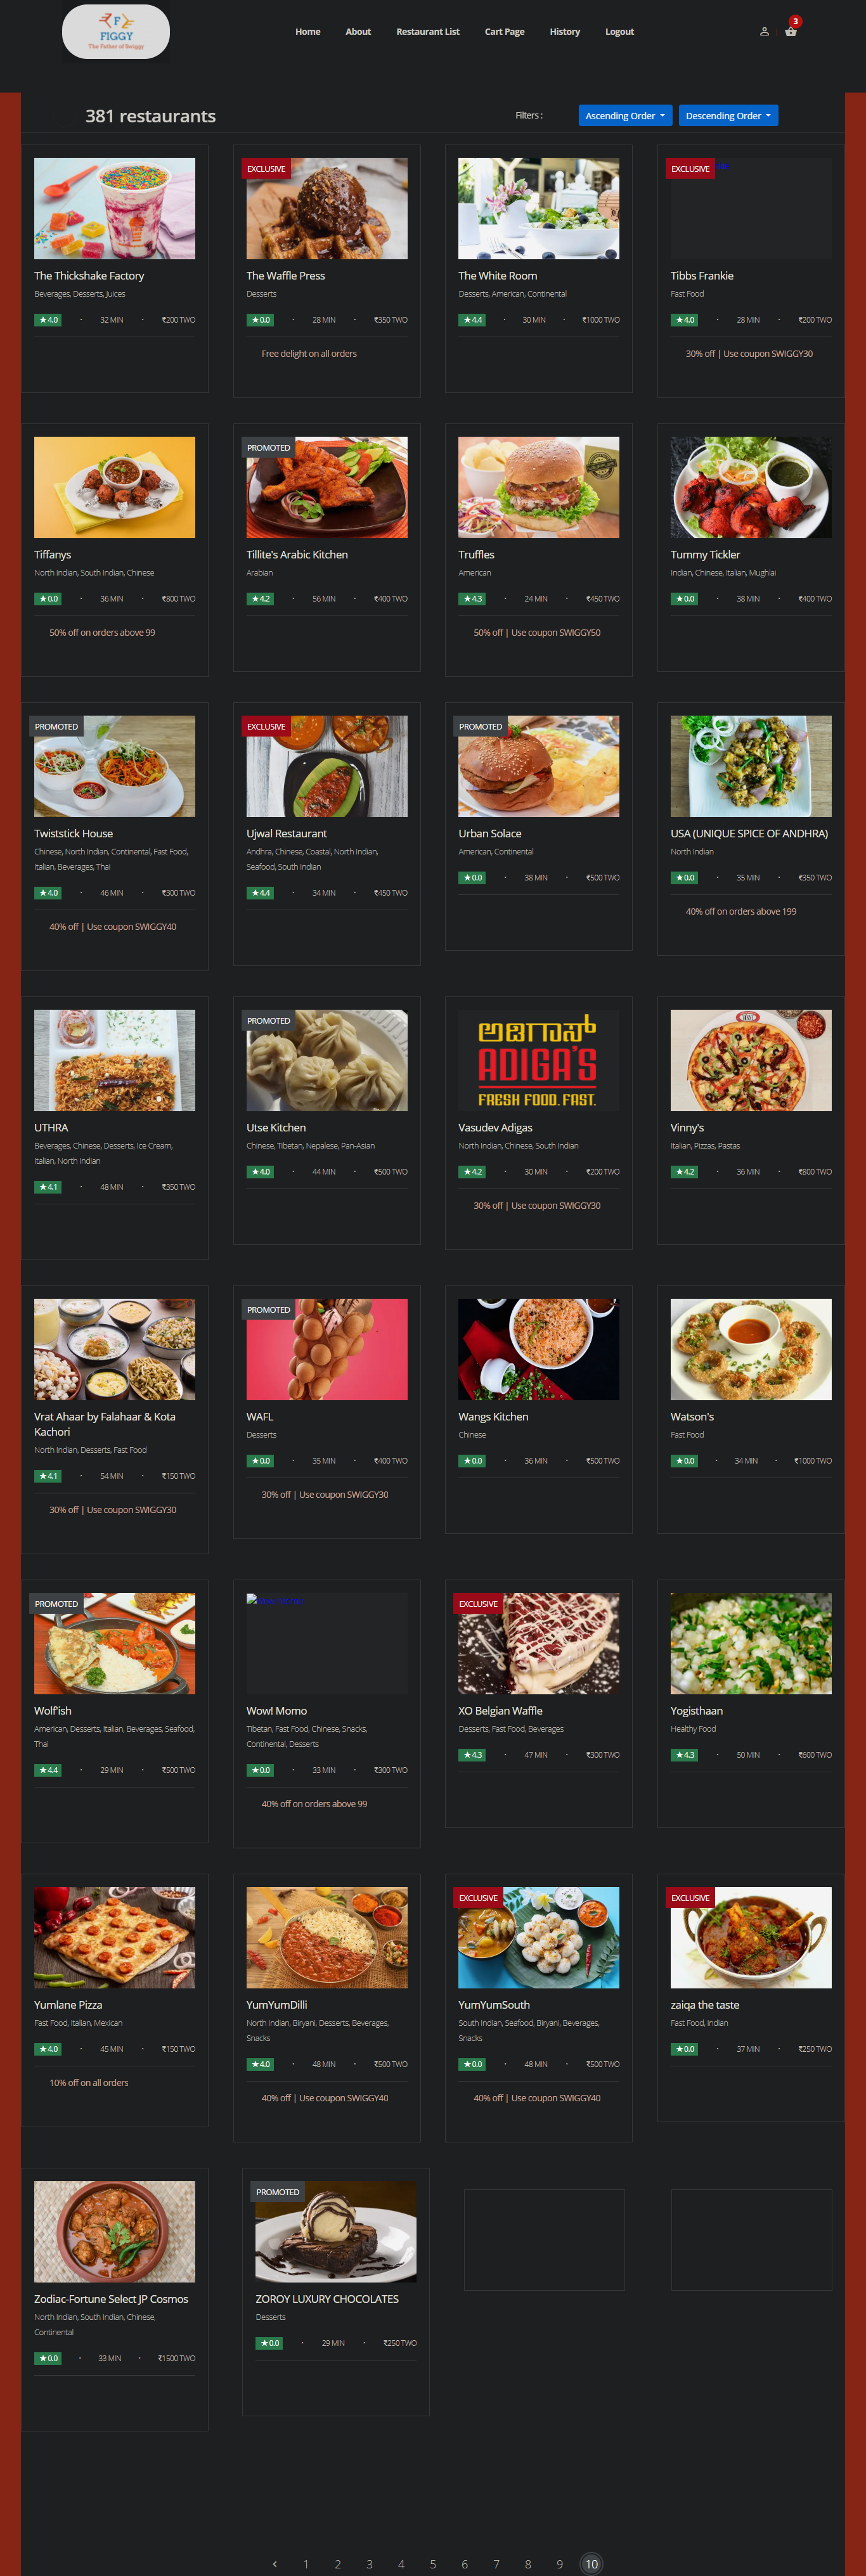 F
FIGGY
The Father of Swiggy
Home About Restaurant List Cart Page History Logout
3
381 restaurants
Filters :
Ascending Order
Descending Order
EXCLUSIVE
EXCLUSIVE
The Thickshake Factory
Beverages, Desserts, Juices
★4.0 · 32 MIN · ₹200 TWO
The Waffle Press
Desserts
★0.0 · 28 MIN · ₹350 TWO
Free delight on all orders
The White Room
Desserts, American, Continental
★4.4 · 30 MIN · ₹1000 TWO
Tibbs Frankie
Fast Food
★4.0 · 28 MIN · ₹200 TWO
30% off | Use coupon SWIGGY30
Tiffanys
North Indian, South Indian, Chinese
★0.0 · 36 MIN · ₹800 TWO
50% off on orders above 99
PROMOTED
Tillite's Arabic Kitchen
Arabian
★4.2 · 56 MIN · ₹400 TWO
Truffles
American
★4.3 · 24 MIN · ₹450 TWO
50% off | Use coupon SWIGGY50
Tummy Tickler
Indian, Chinese, Italian, Mughlai
★0.0 · 38 MIN · ₹400 TWO
PROMOTED
Twiststick House
Chinese, North Indian, Continental, Fast Food,
Italian, Beverages, Thai
★4.0 · 46 MIN · ₹300 TWO
40% off | Use coupon SWIGGY40
EXCLUSIVE
Ujwal Restaurant
Andhra, Chinese, Coastal, North Indian,
Seafood, South Indian
★4.4 · 34 MIN · ₹450 TWO
PROMOTED
Urban Solace
American, Continental
★0.0 · 38 MIN · ₹500 TWO
USA (UNIQUE SPICE OF ANDHRA)
North Indian
★0.0 · 35 MIN · ₹350 TWO
40% off on orders above 199
UTHRA
Beverages, Chinese, Desserts, Ice Cream,
Italian, North Indian
★4.1 · 48 MIN · ₹350 TWO
PROMOTED
Utse Kitchen
Chinese, Tibetan, Nepalese, Pan-Asian
★4.0 · 44 MIN · ₹500 TWO
ಅದಿಗಾಸ್
ADIGA'S
FRESH FOOD. FAST.
Vasudev Adigas
North Indian, Chinese, South Indian
★4.2 · 30 MIN · ₹200 TWO
30% off | Use coupon SWIGGY30
Vinny's
Italian, Pizzas, Pastas
★4.2 · 36 MIN · ₹800 TWO
Vrat Ahaar by Falahaar & Kota
Kachori
North Indian, Desserts, Fast Food
★4.1 · 54 MIN · ₹150 TWO
30% off | Use coupon SWIGGY30
PROMOTED
WAFL
Desserts
★0.0 · 35 MIN · ₹400 TWO
30% off | Use coupon SWIGGY30
Wangs Kitchen
Chinese
★0.0 · 36 MIN · ₹500 TWO
Watson's
Fast Food
★0.0 · 34 MIN · ₹1000 TWO
PROMOTED
Wolf'ish
American, Desserts, Italian, Beverages, Seafood,
Thai
★4.4 · 29 MIN · ₹500 TWO
Wow! Momo
Tibetan, Fast Food, Chinese, Snacks,
Continental, Desserts
★0.0 · 33 MIN · ₹300 TWO
40% off on orders above 99
EXCLUSIVE
XO Belgian Waffle
Desserts, Fast Food, Beverages
★4.3 · 47 MIN · ₹300 TWO
Yogisthaan
Healthy Food
★4.3 · 50 MIN · ₹600 TWO
Yumlane Pizza
Fast Food, Italian, Mexican
★4.0 · 45 MIN · ₹150 TWO
10% off on all orders
YumYumDilli
North Indian, Biryani, Desserts, Beverages,
Snacks
★4.0 · 48 MIN · ₹500 TWO
40% off | Use coupon SWIGGY40
EXCLUSIVE
YumYumSouth
South Indian, Seafood, Biryani, Beverages,
Snacks
★0.0 · 48 MIN · ₹500 TWO
40% off | Use coupon SWIGGY40
EXCLUSIVE
zaiqa the taste
Fast Food, Indian
★0.0 · 37 MIN · ₹250 TWO
Zodiac-Fortune Select JP Cosmos
North Indian, South Indian, Chinese,
Continental
★0.0 · 33 MIN · ₹1500 TWO
PROMOTED
ZOROY LUXURY CHOCOLATES
Desserts
★0.0 · 29 MIN · ₹250 TWO
‹ 1 2 3 4 5 6 7 8 9 10